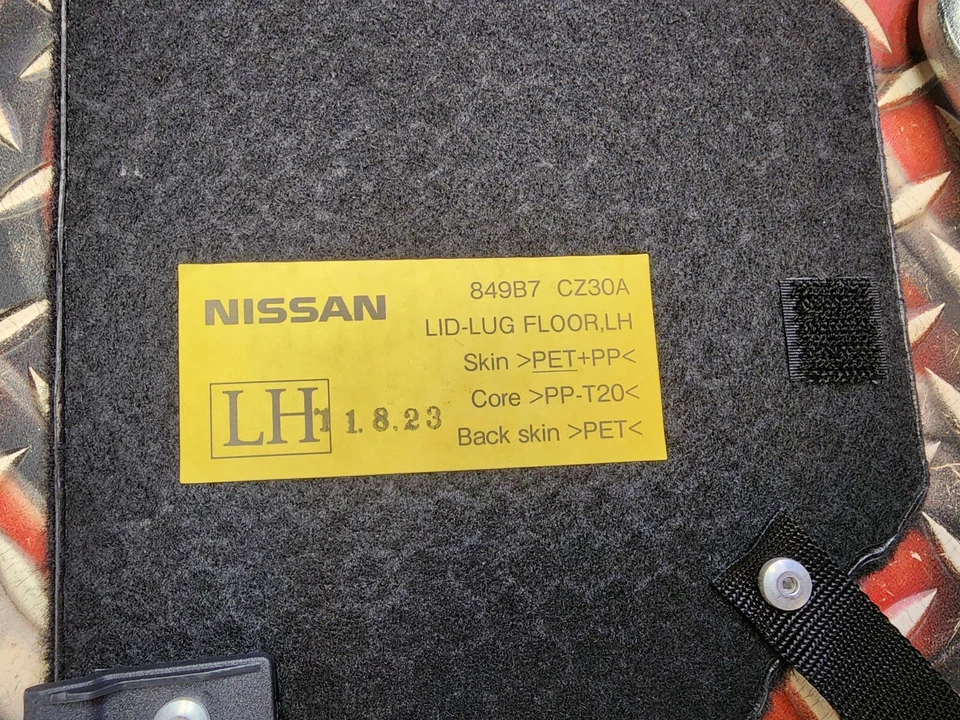 NISSAN
849B7 CZ30A
LID-LUG FLOOR,LH
Skin >PET+PP<
Core >PP-T20<
Back skin >PET<
LH
11.8.23